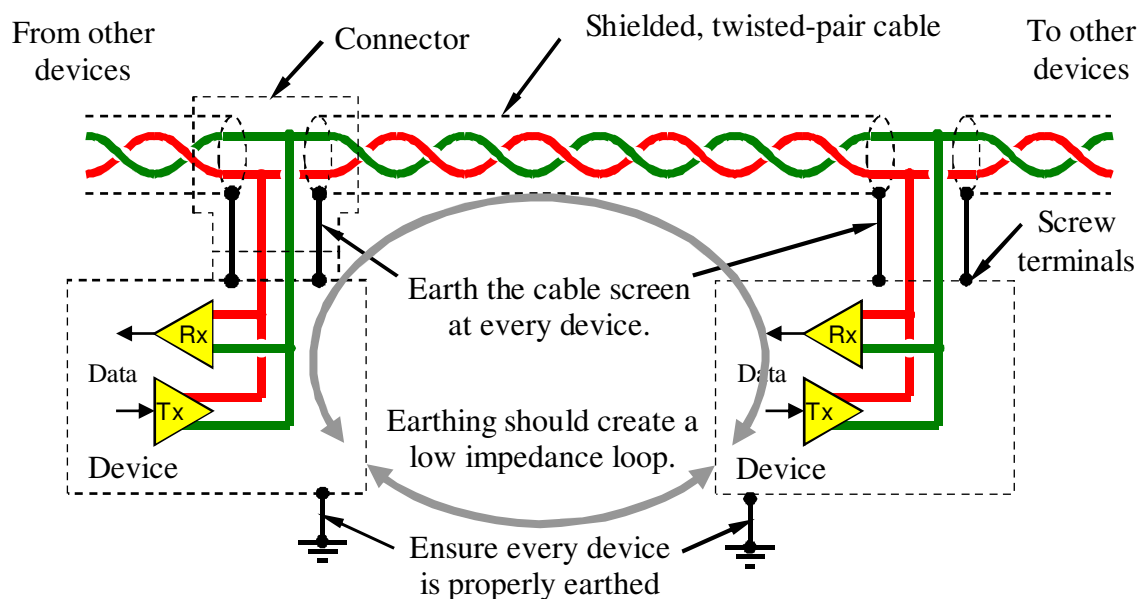 From other
devices
Connector
Shielded, twisted-pair cable
To other
devices
Screw
terminals
Earth the cable screen
at every device.
Rx
Data
Tx
Device
Rx
Data
Tx
Device
Earthing should create a
low impedance loop.
Ensure every device
is properly earthed